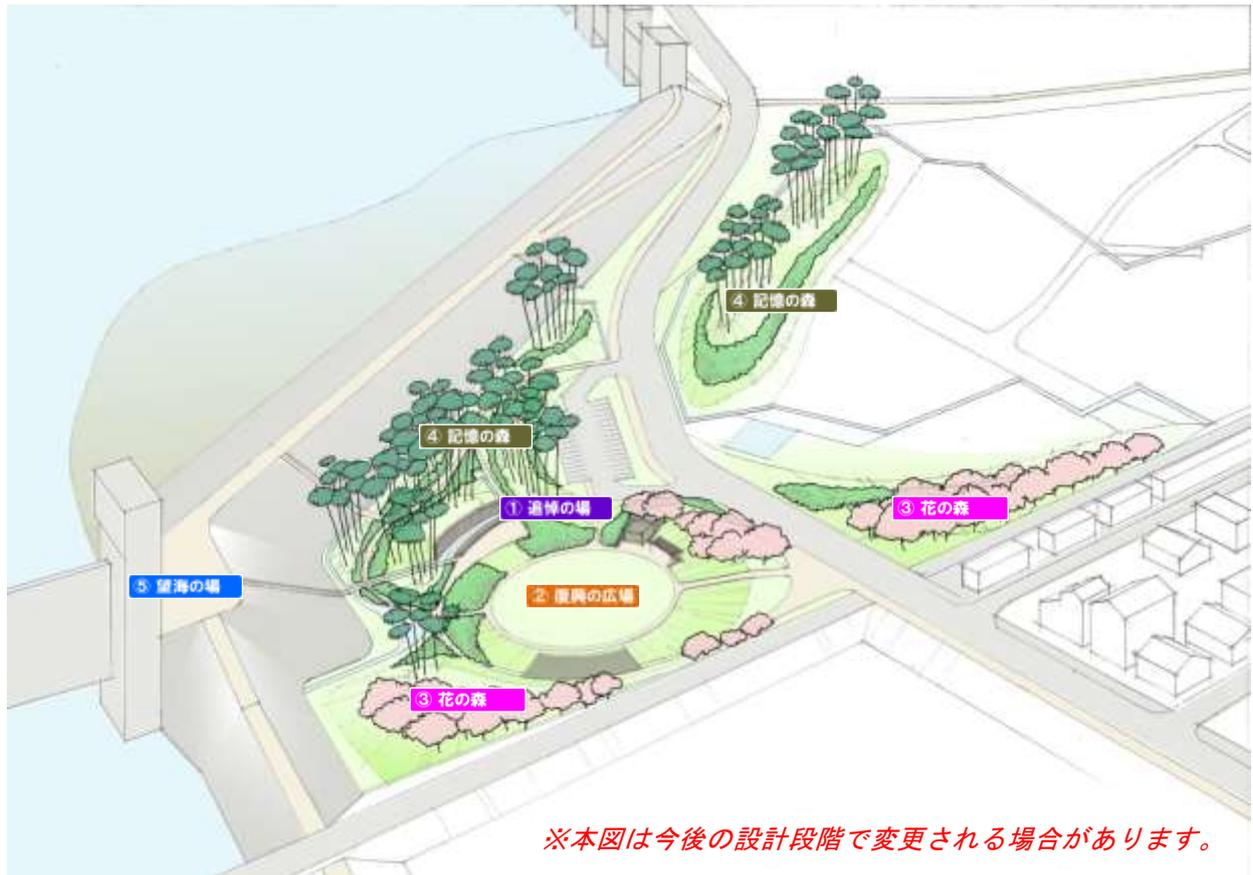 ④ 記憶の森
④ 記憶の森
① 追悼の場
③ 花の森
⑤ 望海の場
② 復興の広場
③ 花の森
※本図は今後の設計段階で変更される場合があります。